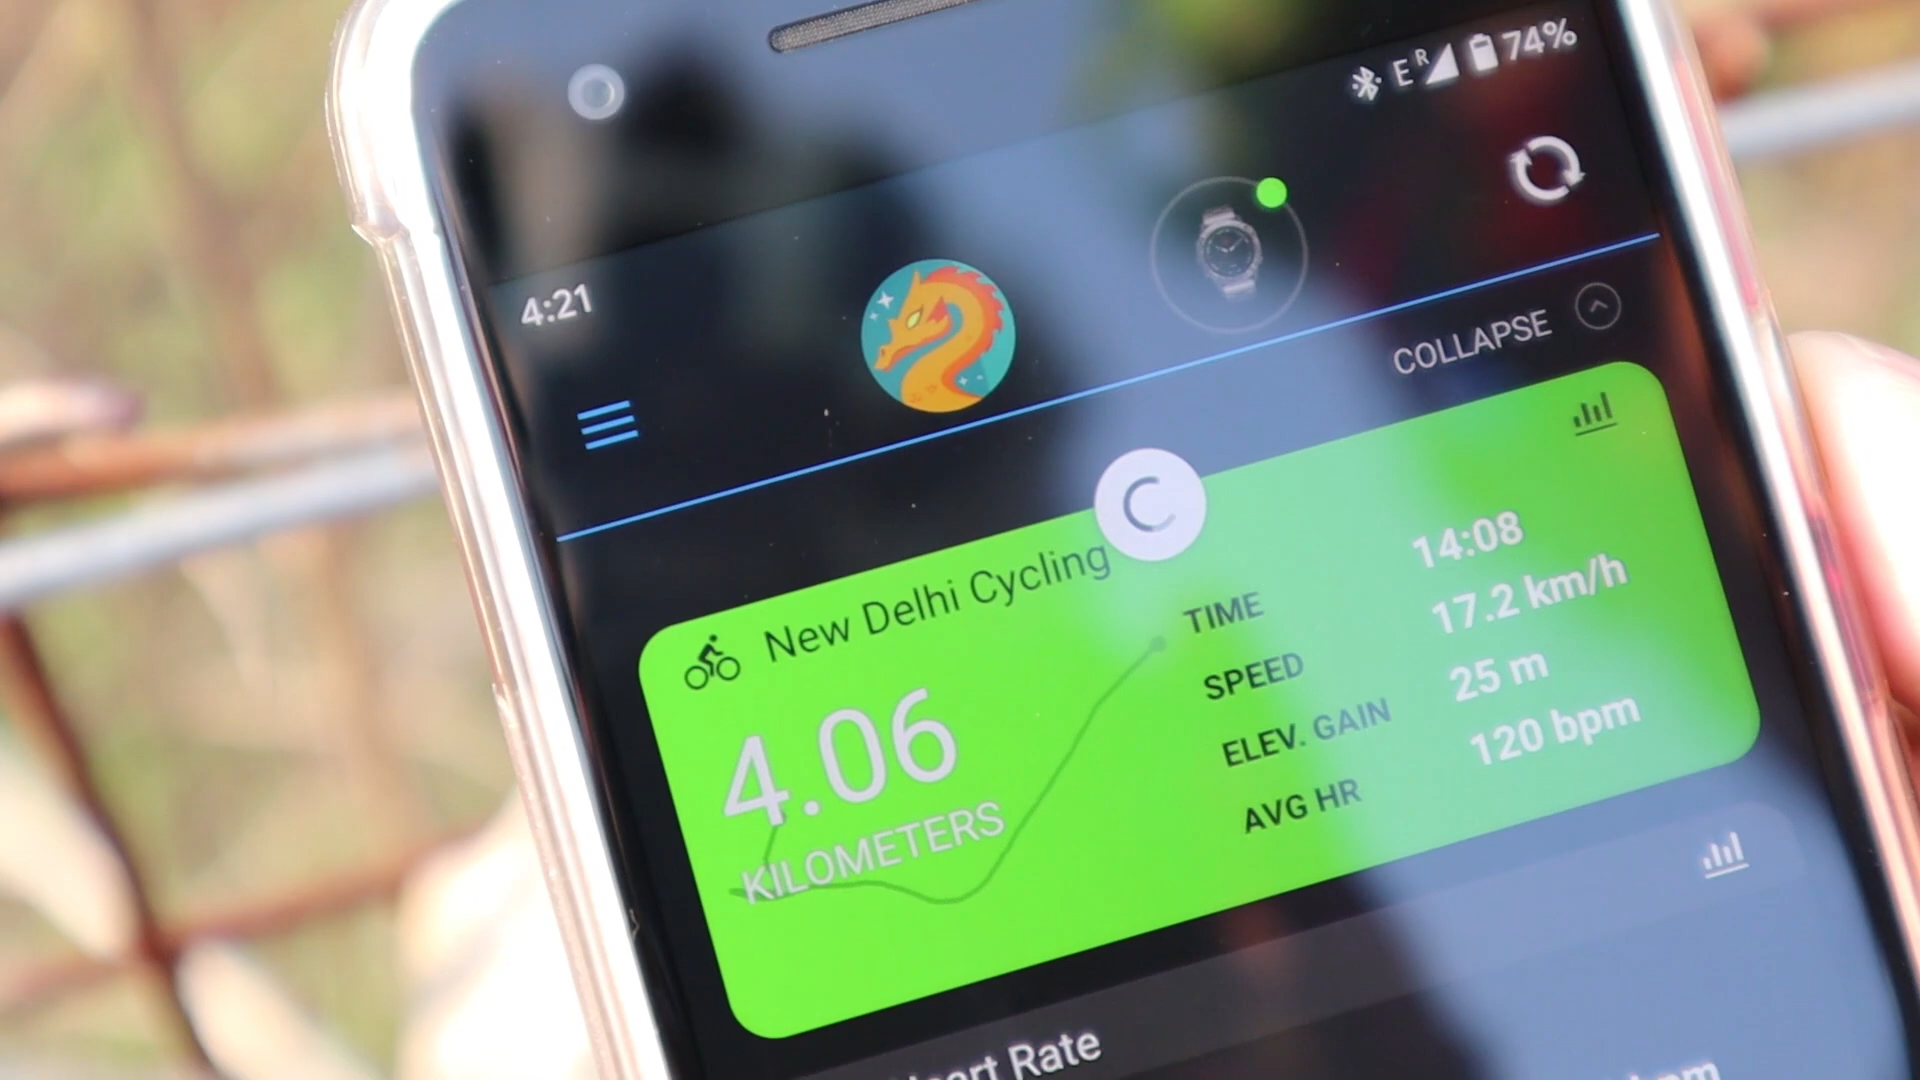 E R 74%
4:21
COLLAPSE
New Delhi Cycling
4.06
KILOMETERS
TIME 14:08
SPEED 17.2 km/h
ELEV. GAIN 25 m
AVG HR 120 bpm
Rate